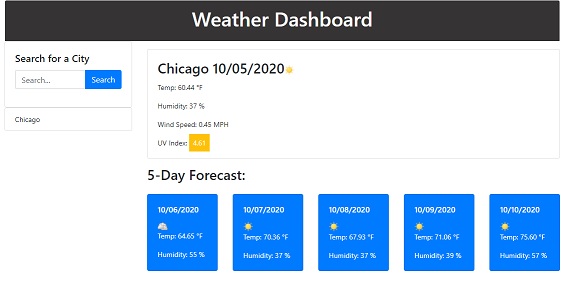 Weather Dashboard
Search for a City
Search...
Search
Chicago
Chicago 10/05/2020
Temp: 60.44 °F
Humidity: 37 %
Wind Speed: 0.45 MPH
UV Index: 4.61
5-Day Forecast:
10/06/2020
Temp: 64.65 °F
Humidity: 55 %
10/07/2020
Temp: 70.36 °F
Humidity: 37 %
10/08/2020
Temp: 67.93 °F
Humidity: 37 %
10/09/2020
Temp: 71.06 °F
Humidity: 39 %
10/10/2020
Temp: 75.60 °F
Humidity: 57 %